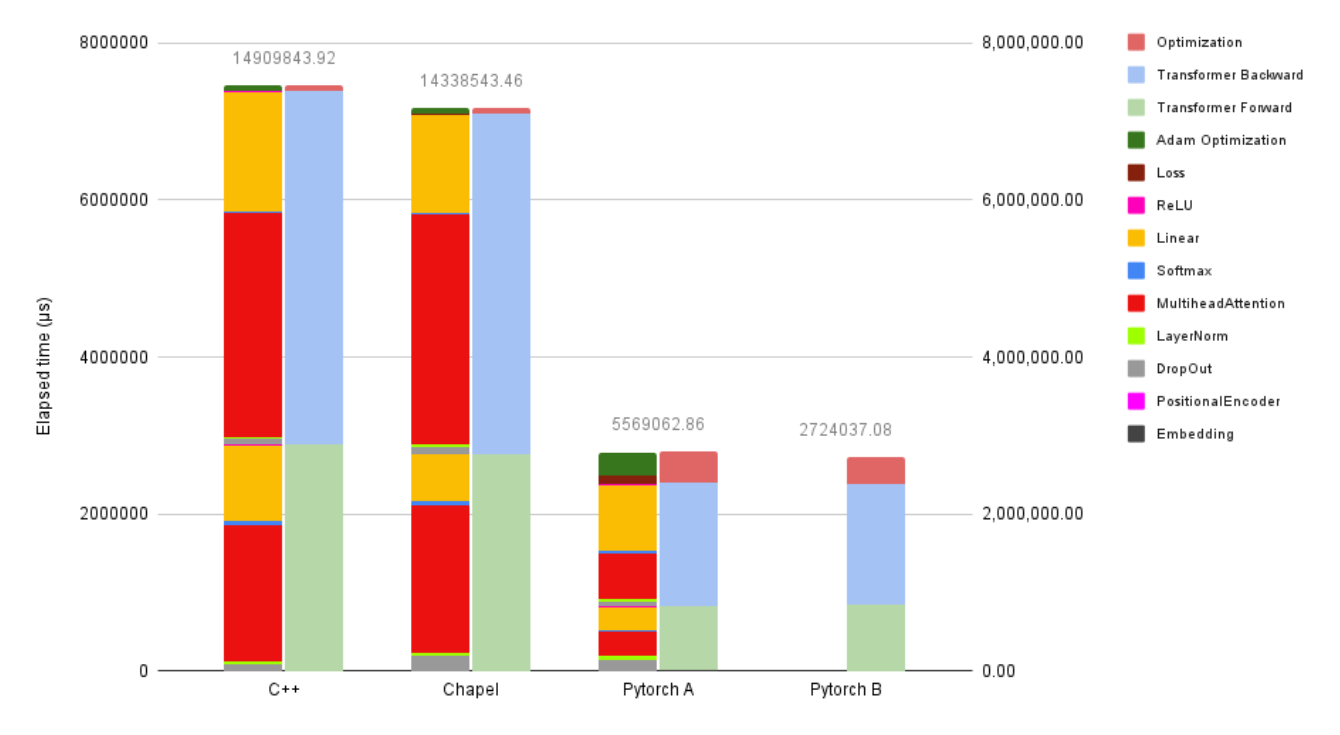 8000000
14909843.92
14338543.46
8,000,000.00
6000000
6,000,000.00
4000000
4,000,000.00
5569062.86
2724037.08
2000000
2,000,000.00
0
0.00
Elapsed time (µs)
C++
Chapel
Pytorch A
Pytorch B
Optimization
Transformer Backward
Transformer Forward
Adam Optimization
Loss
ReLU
Linear
Softmax
MultiheadAttention
LayerNorm
DropOut
PositionalEncoder
Embedding